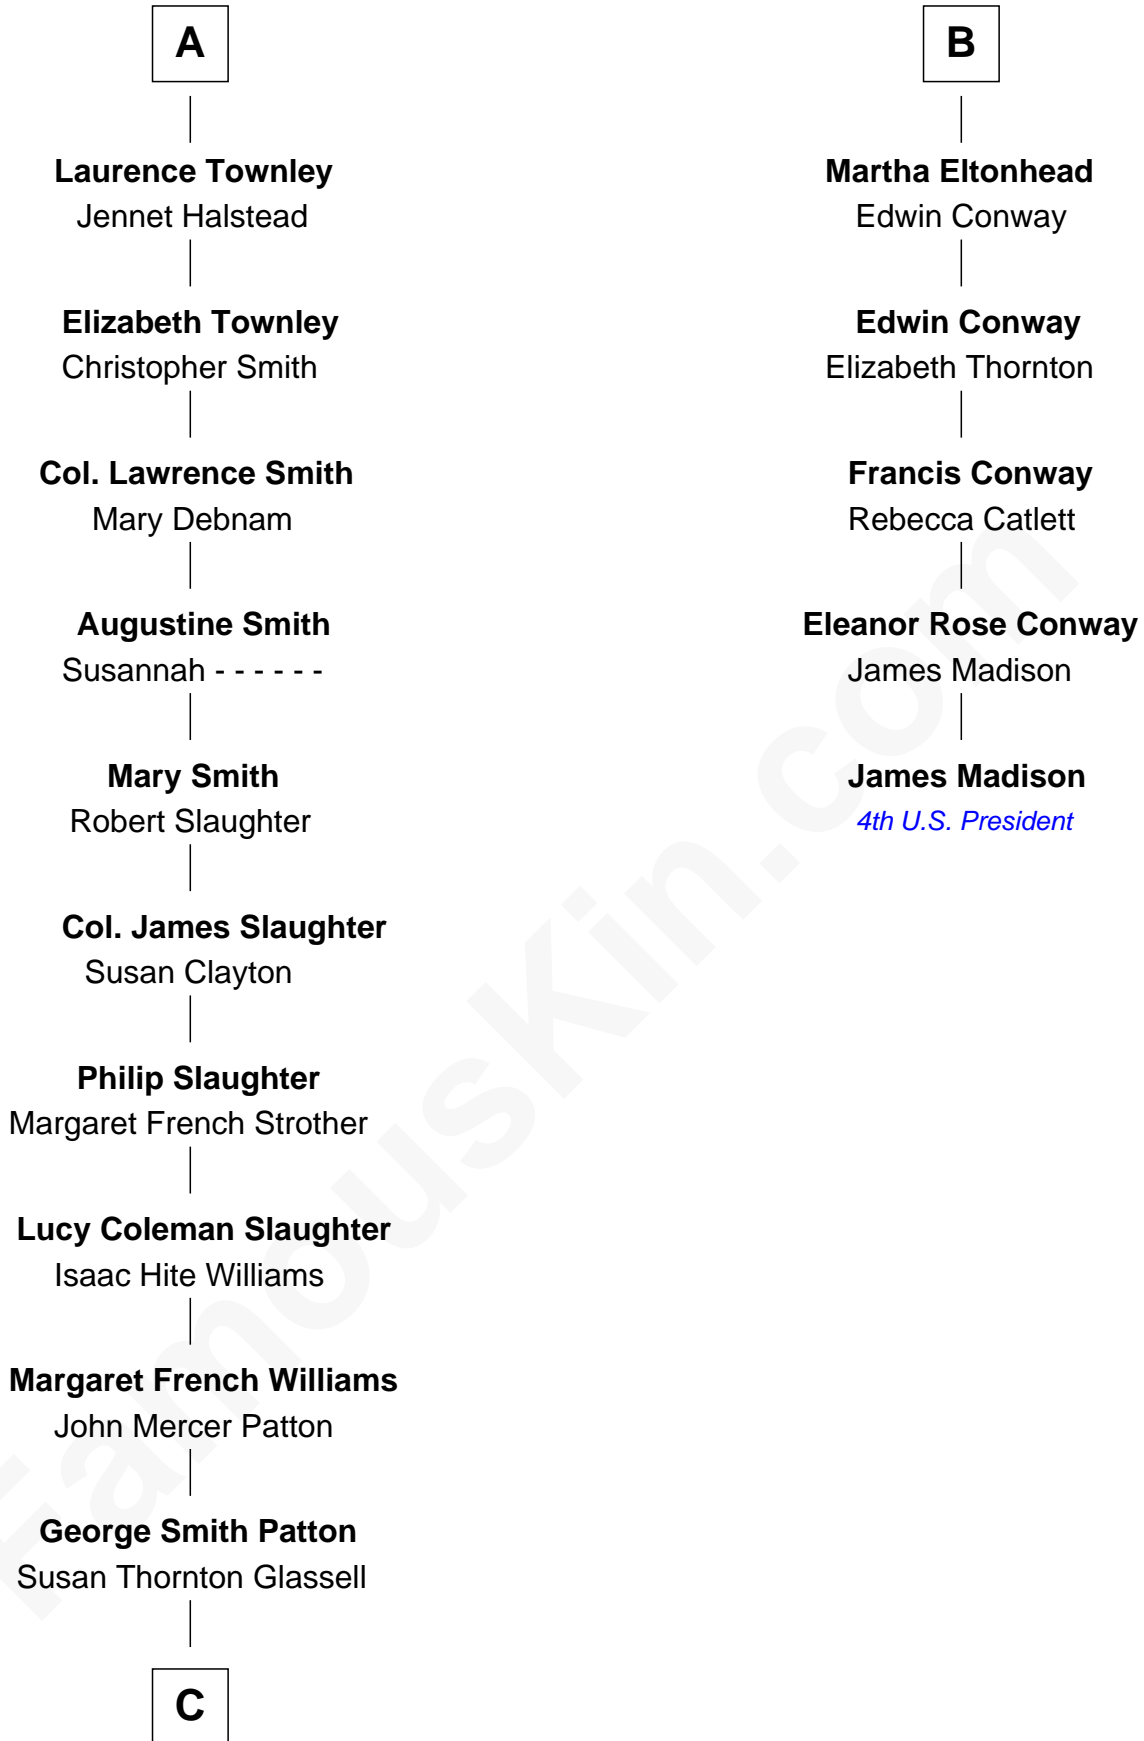 A
Laurence Townley
Jennet Halstead
Elizabeth Townley
Christopher Smith
Col. Lawrence Smith
Mary Debnam
Augustine Smith
Susannah - - - - - -
Mary Smith
Robert Slaughter
Col. James Slaughter
Susan Clayton
Philip Slaughter
Margaret French Strother
Lucy Coleman Slaughter
Isaac Hite Williams
Margaret French Williams
John Mercer Patton
George Smith Patton
Susan Thornton Glassell
C
B
Martha Eltonhead
Edwin Conway
Edwin Conway
Elizabeth Thornton
Francis Conway
Rebecca Catlett
Eleanor Rose Conway
James Madison
James Madison
4th U.S. President
FamousKin.com